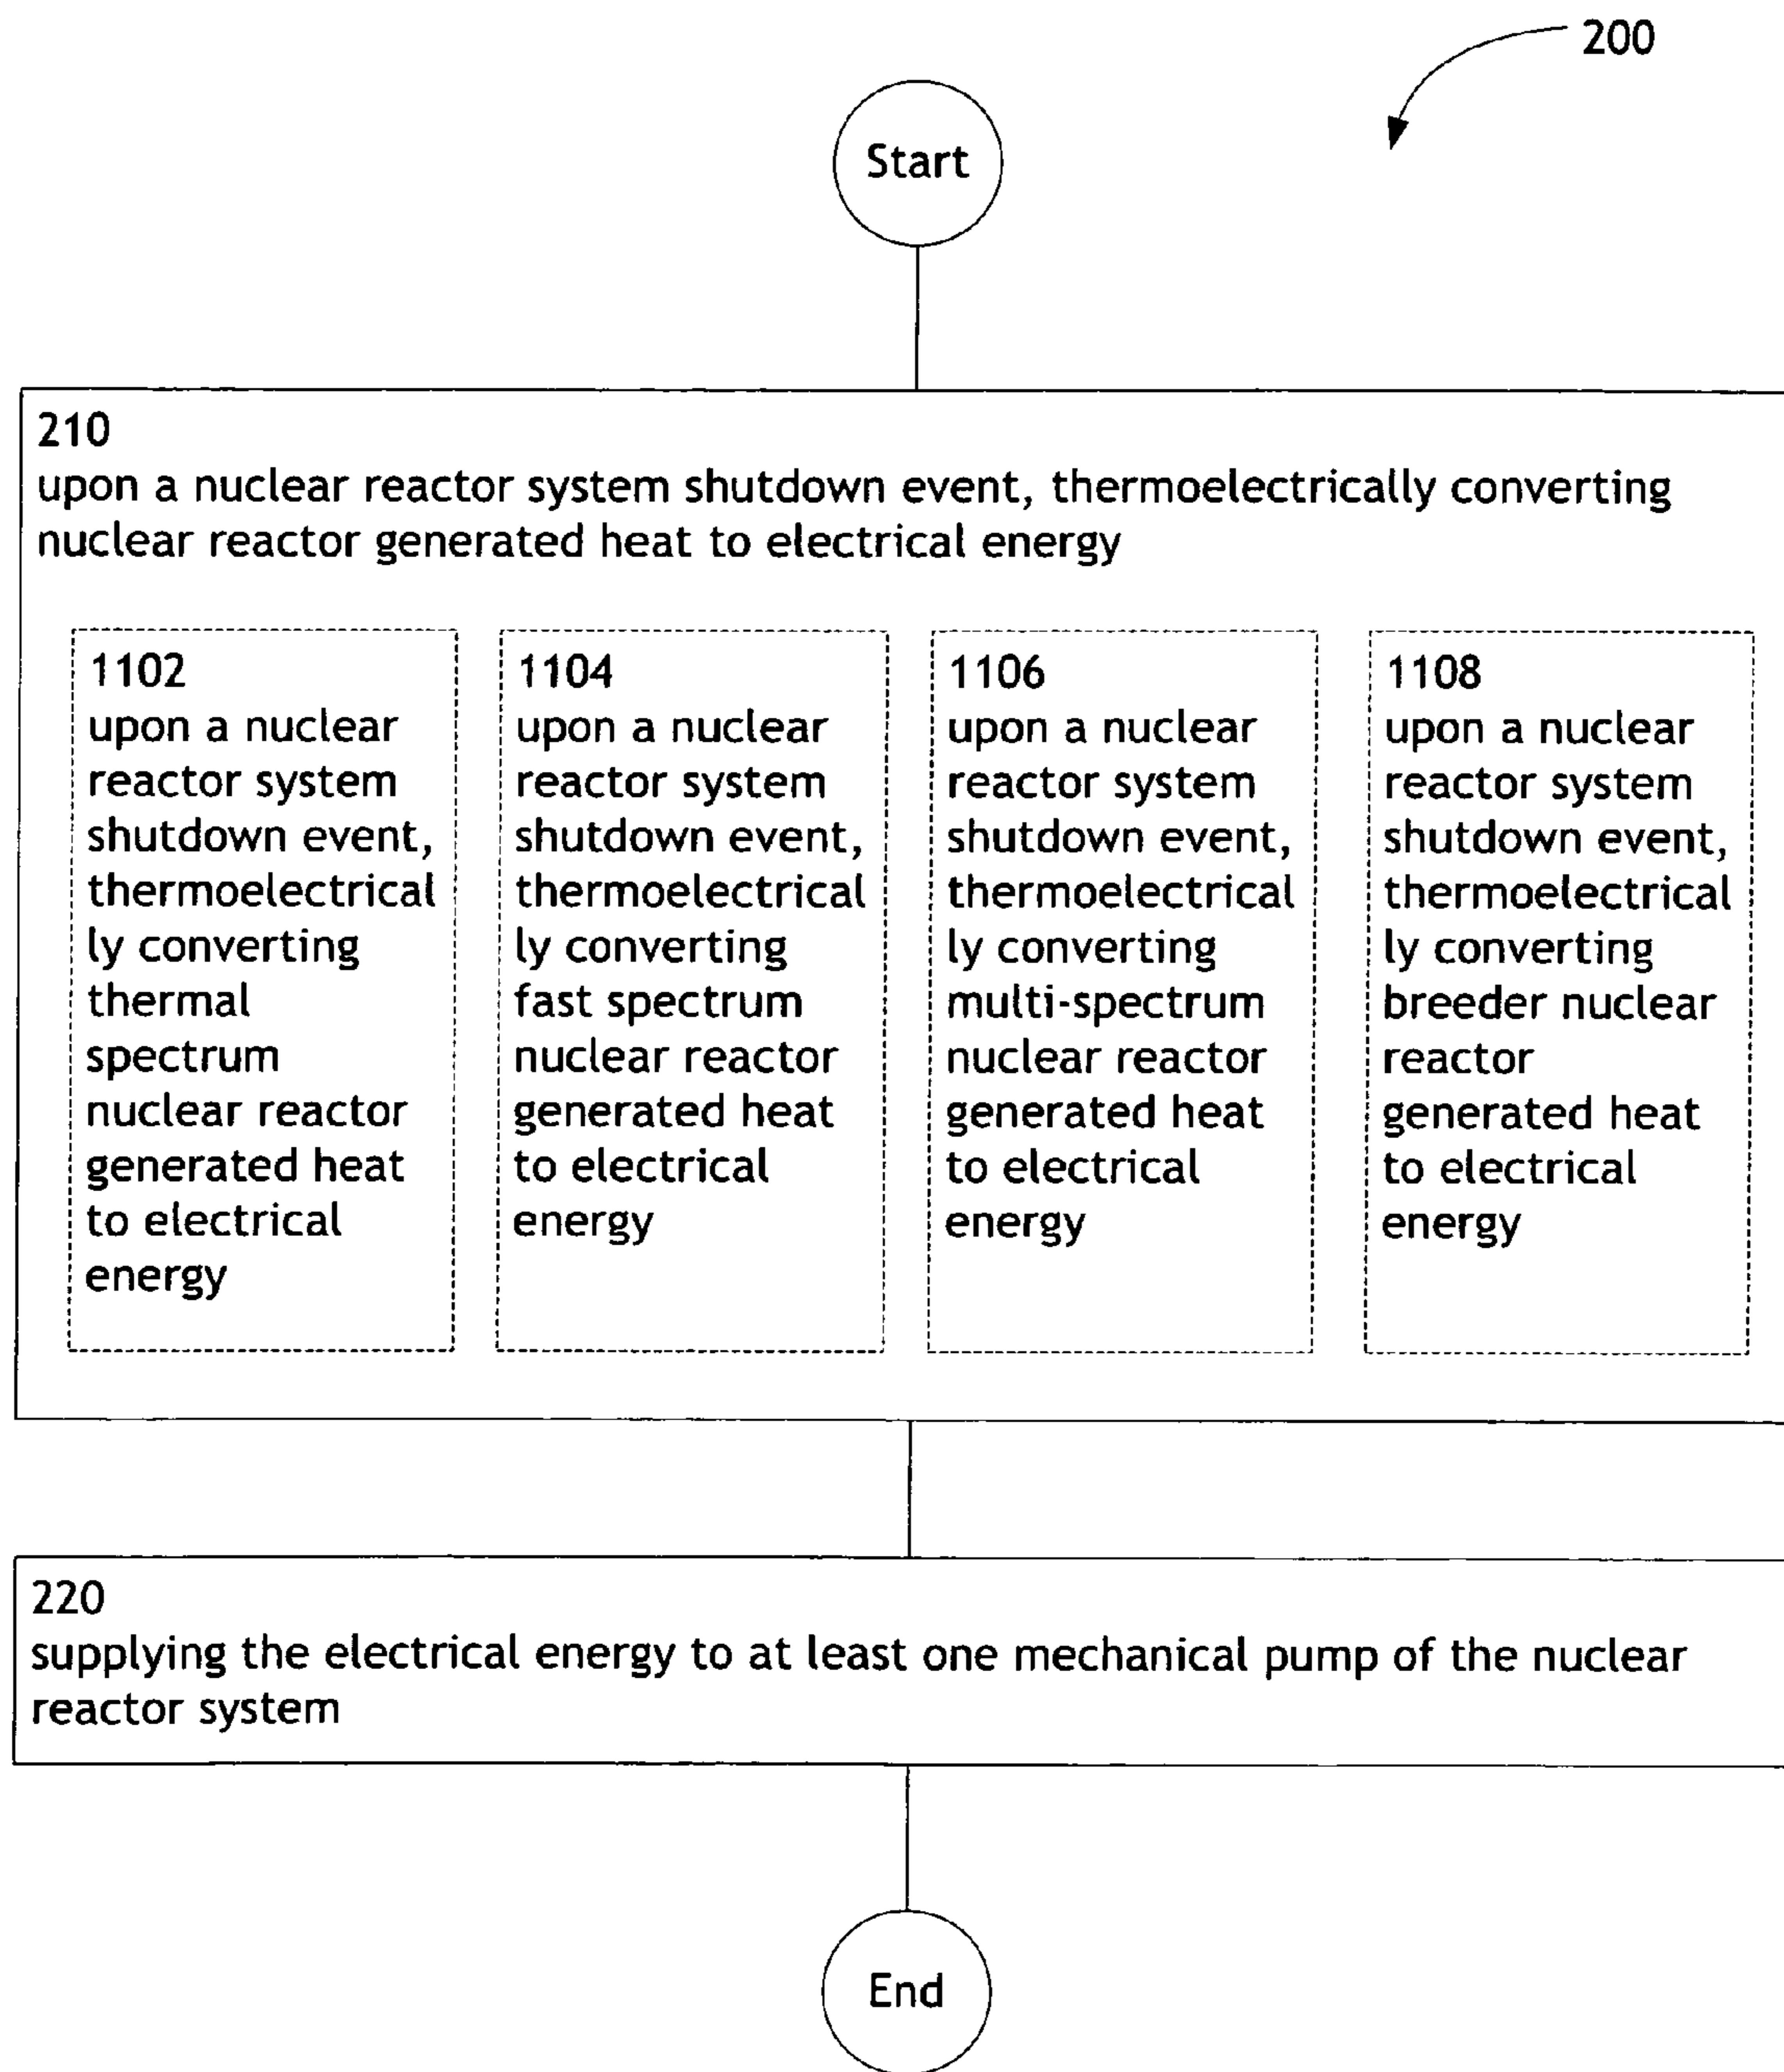 200
Start
210
upon a nuclear reactor system shutdown event, thermoelectrically converting
nuclear reactor generated heat to electrical energy
1102
upon a nuclear
reactor system
shutdown event,
thermoelectrical
ly converting
thermal
spectrum
nuclear reactor
generated heat
to electrical
energy
1104
upon a nuclear
reactor system
shutdown event,
thermoelectrical
ly converting
fast spectrum
nuclear reactor
generated heat
to electrical
energy
1106
upon a nuclear
reactor system
shutdown event,
thermoelectrical
ly converting
multi-spectrum
nuclear reactor
generated heat
to electrical
energy
1108
upon a nuclear
reactor system
shutdown event,
thermoelectrical
ly converting
breeder nuclear
reactor
generated heat
to electrical
energy
220
supplying the electrical energy to at least one mechanical pump of the nuclear
reactor system
End